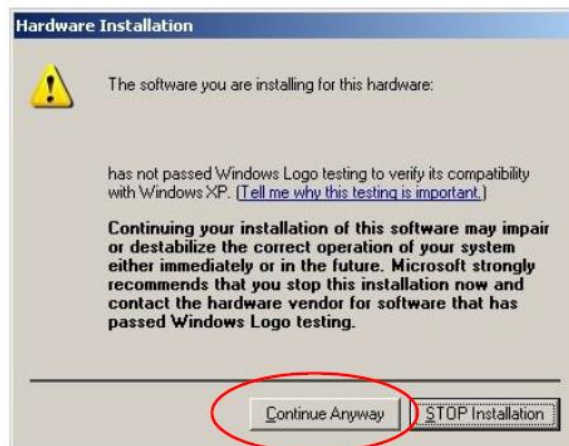 Hardware Installation
The software you are installing for this hardware:
has not passed Windows Logo testing to verify its compatibility
with Windows XP. (Tell me why this testing is important.)
Continuing your installation of this software may impair
or destabilize the correct operation of your system
either immediately or in the future. Microsoft strongly
recommends that you stop this installation now and
contact the hardware vendor for software that has
passed Windows Logo testing.
Continue Anyway
STOP Installation